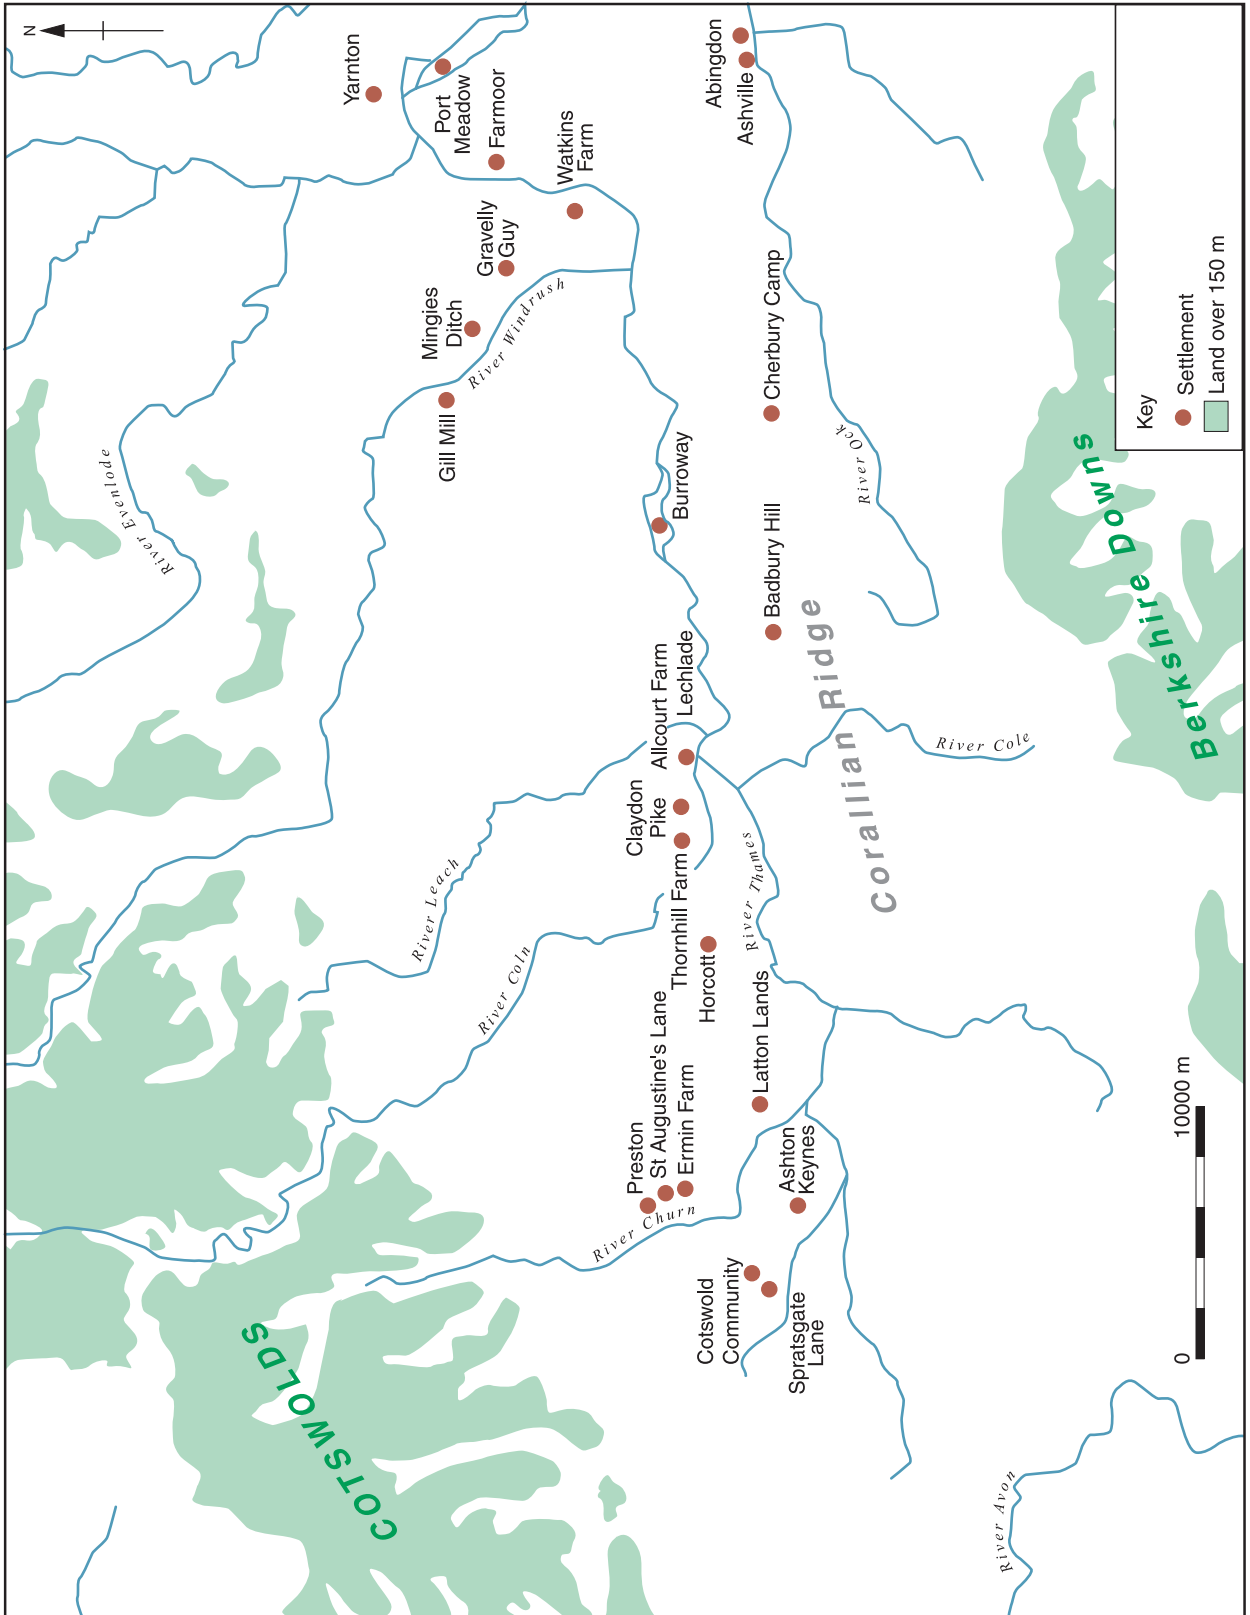 N
Yarnton
Port
Meadow
Farmoor
Watkins
Farm
Gravelly
Guy
Mingies
Ditch
Gill Mill
River Windrush
River Evenlode
Abingdon
Ashville
Cherbury Camp
River Ock
Burroway
Badbury Hill
Allcourt Farm
Lechlade
Claydon
Pike
Thornhill Farm
Horcott
River Leach
River Coln
River Thames
River Cole
Corallian Ridge
Berkshire Downs
Latton Lands
Preston
St Augustine's Lane
Ermin Farm
River Churn
Ashton
Keynes
Cotswold
Community
Spratsgate
Lane
COTSWOLDS
River Avon
0
10000 m
Key
Settlement
Land over 150 m